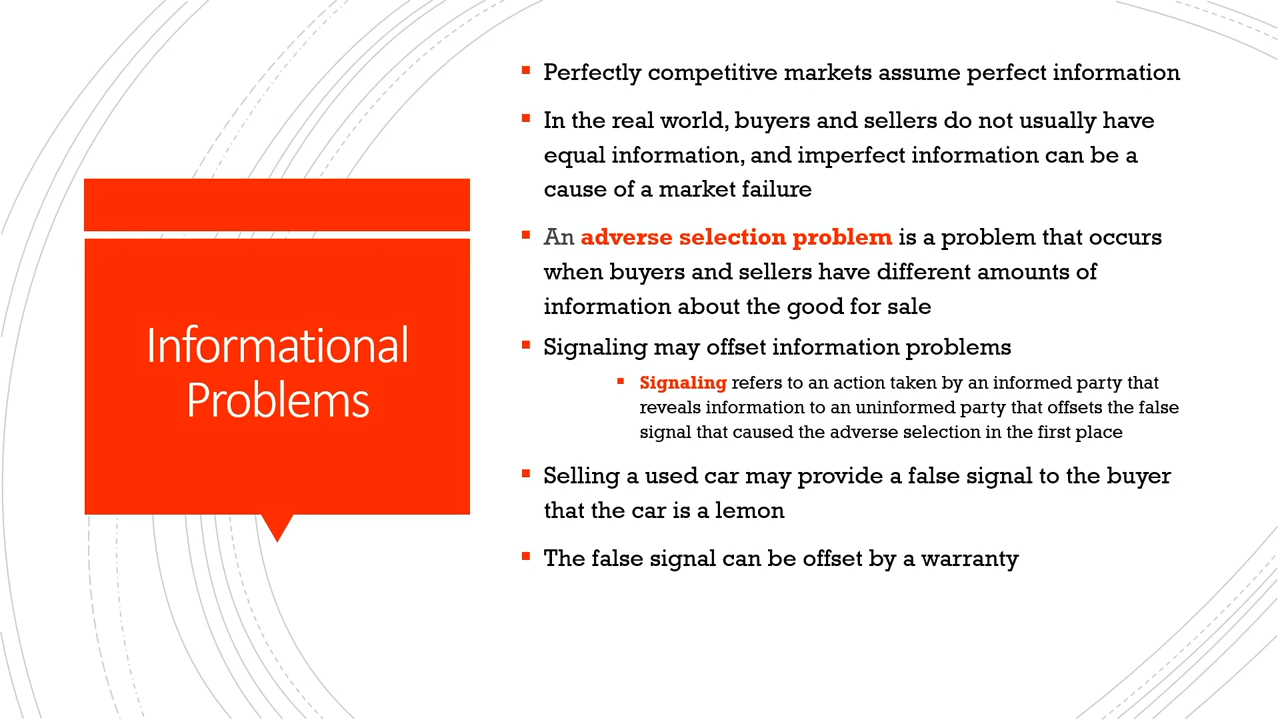 Informational
Problems
Perfectly competitive markets assume perfect information
In the real world, buyers and sellers do not usually have
equal information, and imperfect information can be a
cause of a market failure
An adverse selection problem is a problem that occurs
when buyers and sellers have different amounts of
information about the good for sale
Signaling may offset information problems
Signaling refers to an action taken by an informed party that
reveals information to an uninformed party that offsets the false
signal that caused the adverse selection in the first place
Selling a used car may provide a false signal to the buyer
that the car is a lemon
The false signal can be offset by a warranty